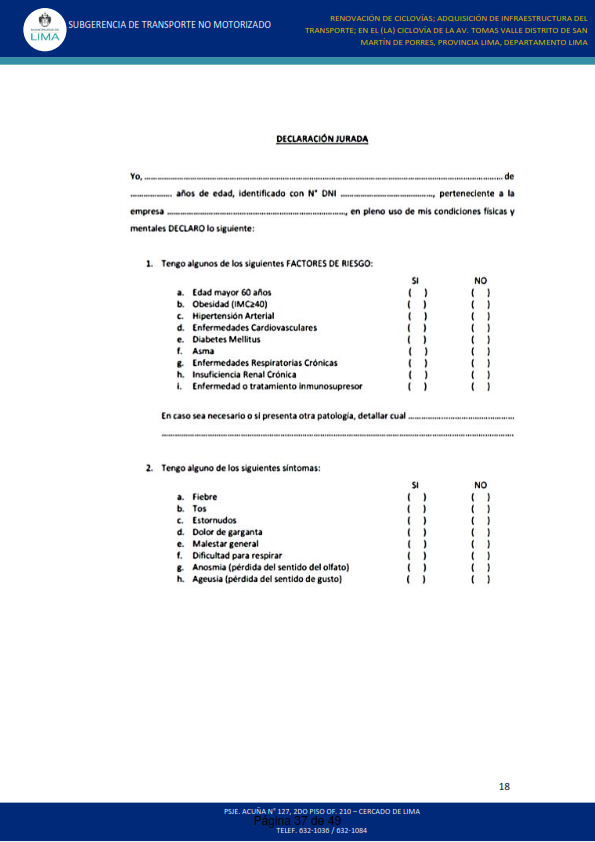 MUNICIPALIDAD DE
LIMA
SUBGERENCIA DE TRANSPORTE NO MOTORIZADO
RENOVACIÓN DE CICLOVÍAS; ADQUISICIÓN DE INFRAESTRUCTURA DEL
TRANSPORTE; EN EL (LA) CICLOVÍA DE LA AV. TOMAS VALLE DISTRITO DE SAN
MARTÍN DE PORRES, PROVINCIA LIMA, DEPARTAMENTO LIMA
DECLARACIÓN JURADA
Yo, ........................................................................ de
.................. años de edad, identificado con N° DNI ........................................, perteneciente a la
empresa ........................................................................, en pleno uso de mis condiciones físicas y
mentales DECLARO lo siguiente:
1. Tengo algunos de los siguientes FACTORES DE RIESGO:
SI NO
a. Edad mayor 60 años ( ) ( )
b. Obesidad (IMC≥40) ( ) ( )
c. Hipertensión Arterial ( ) ( )
d. Enfermedades Cardiovasculares ( ) ( )
e. Diabetes Mellitus ( ) ( )
f. Asma ( ) ( )
g. Enfermedades Respiratorias Crónicas ( ) ( )
h. Insuficiencia Renal Crónica ( ) ( )
i. Enfermedad o tratamiento inmunosupresor ( ) ( )
En caso sea necesario o si presenta otra patología, detallar cual ........................................
........................................................................
2. Tengo alguno de los siguientes síntomas:
SI NO
a. Fiebre ( ) ( )
b. Tos ( ) ( )
c. Estornudos ( ) ( )
d. Dolor de garganta ( ) ( )
e. Malestar general ( ) ( )
f. Dificultad para respirar ( ) ( )
g. Anosmia (pérdida del sentido del olfato) ( ) ( )
h. Ageusia (pérdida del sentido de gusto) ( ) ( )
18
PSJE. ACUÑA N° 127, 2DO PISO OF. 210 – CERCADO DE LIMA
Página 37 de 49
TELEF. 632-1036 / 632-1084